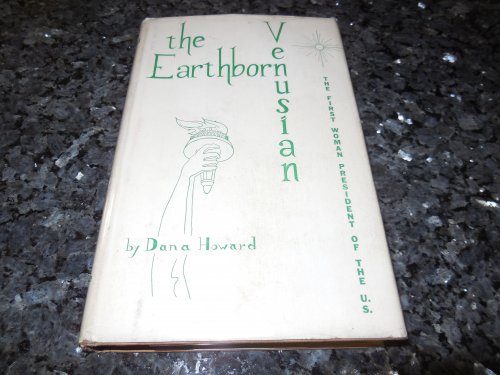 the
Earthborn
Venusian
THE FIRST WOMAN PRESIDENT OF THE U.S.
by Dana Howard